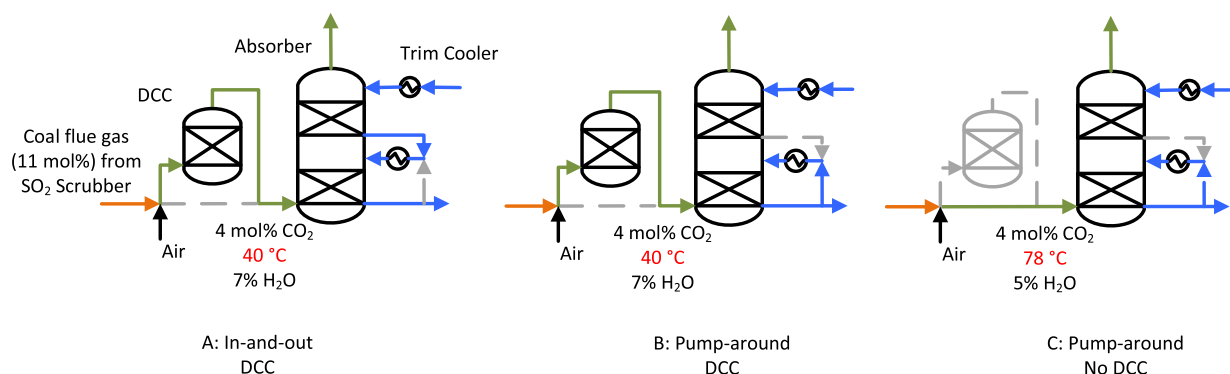 Absorber
Trim Cooler
DCC
Coal flue gas
(11 mol%) from
SO₂ Scrubber
Air
4 mol% CO₂
40 °C
7% H₂O
A: In-and-out
DCC
Air
4 mol% CO₂
40 °C
7% H₂O
B: Pump-around
DCC
Air
4 mol% CO₂
78 °C
5% H₂O
C: Pump-around
No DCC